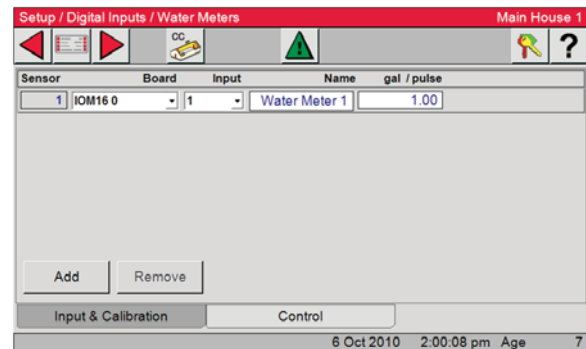 Setup / Digital Inputs / Water Meters Main House 1
CC
?
Sensor Board Input Name gal / pulse
1 IOM16 0 1 Water Meter 1 1.00
Add Remove
Input & Calibration Control
6 Oct 2010 2:00:08 pm Age 7